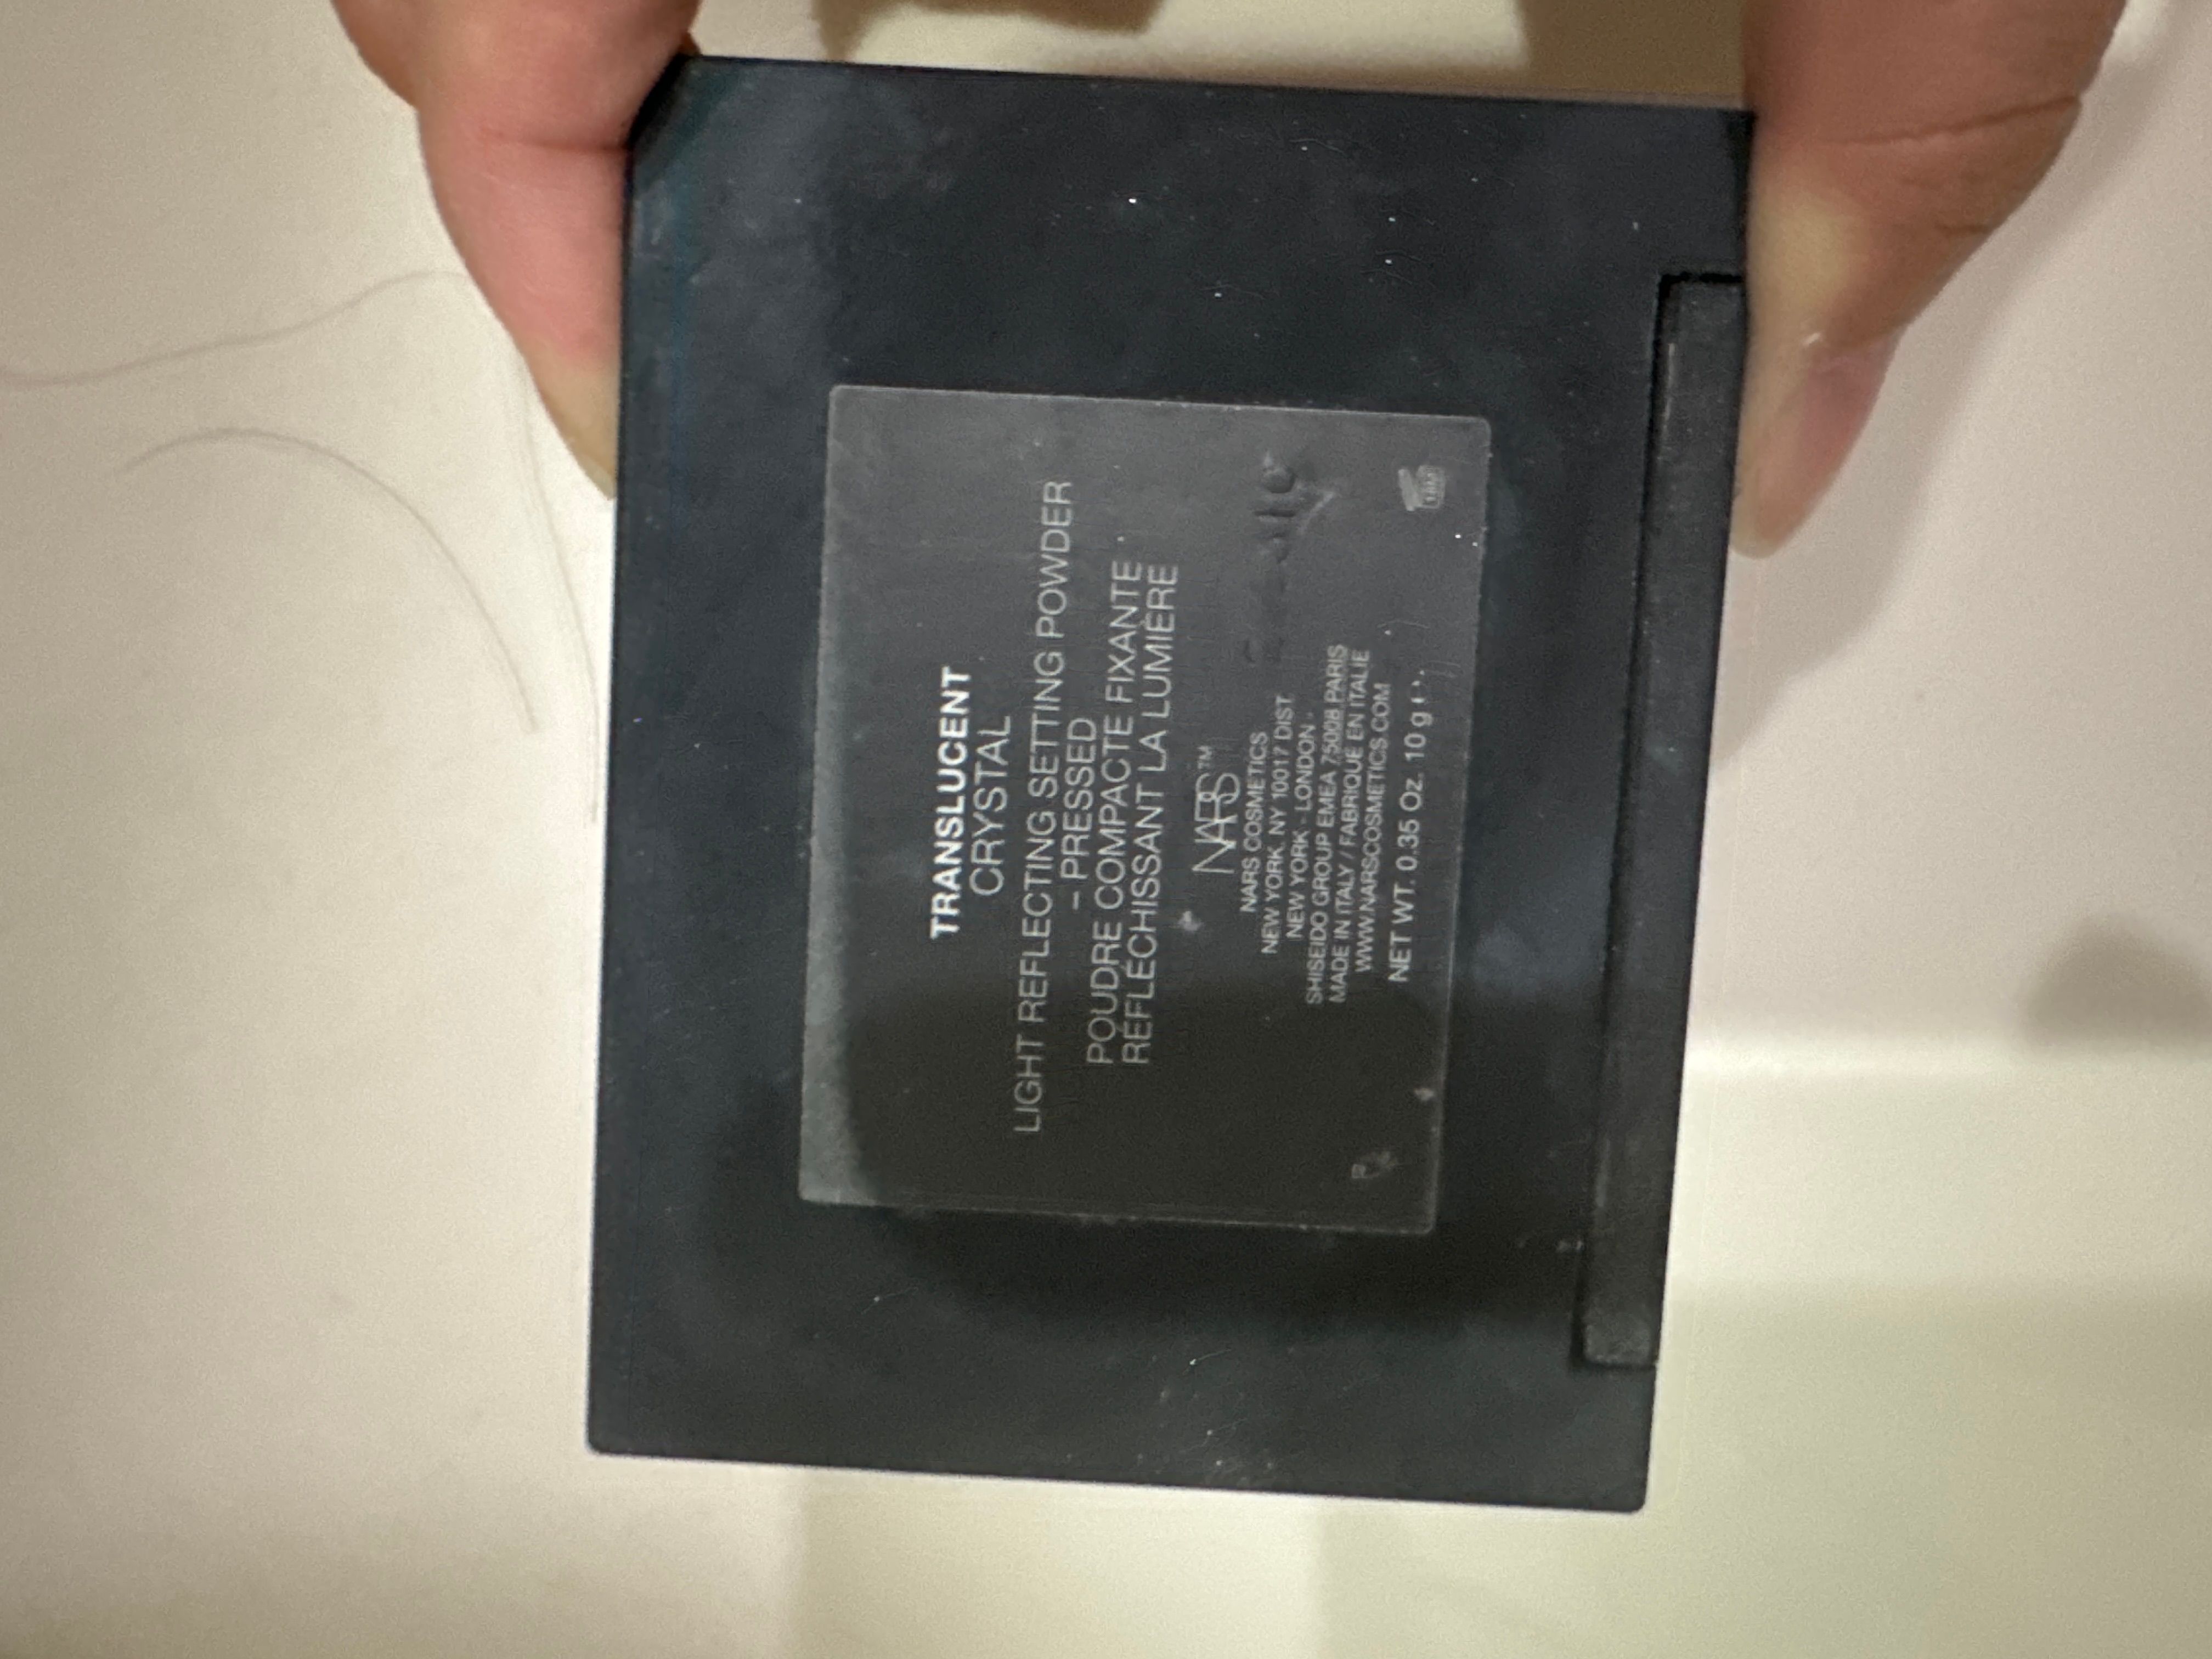 TRANSLUCENT
CRYSTAL
LIGHT REFLECTING SETTING POWDER
– PRESSED
POUDRE COMPACTE FIXANTE
RÉFLÉCHISSANT LA LUMIÈRE
NARS™
NARS COSMETICS
NEW YORK, NY 10017 DIST.
NEW YORK - LONDON -
SHISEIDO GROUP EMEA 75008 PARIS
MADE IN ITALY / FABRIQUÉ EN ITALIE
WWW.NARSCOSMETICS.COM
NET WT. 0.35 Oz. 10 g